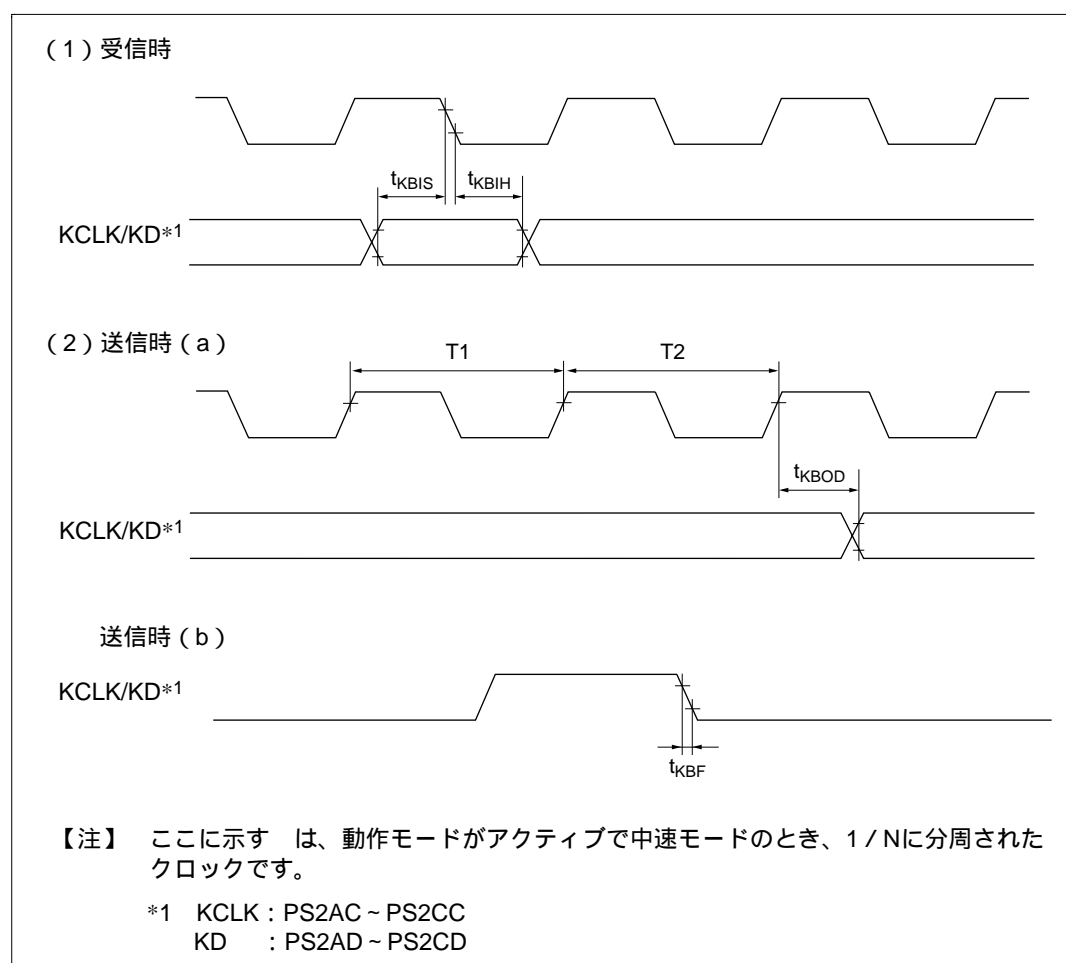 (1)受信時
tKBIS tKBIH
KCLK/KD*1
(2)送信時(a)
T1 T2
tKBOD
KCLK/KD*1
送信時(b)
KCLK/KD*1
tKBF
【注】 ここに示す は、動作モードがアクティブで中速モードのとき、1/Nに分周された
クロックです。
*1 KCLK:PS2AC~PS2CC
KD :PS2AD~PS2CD